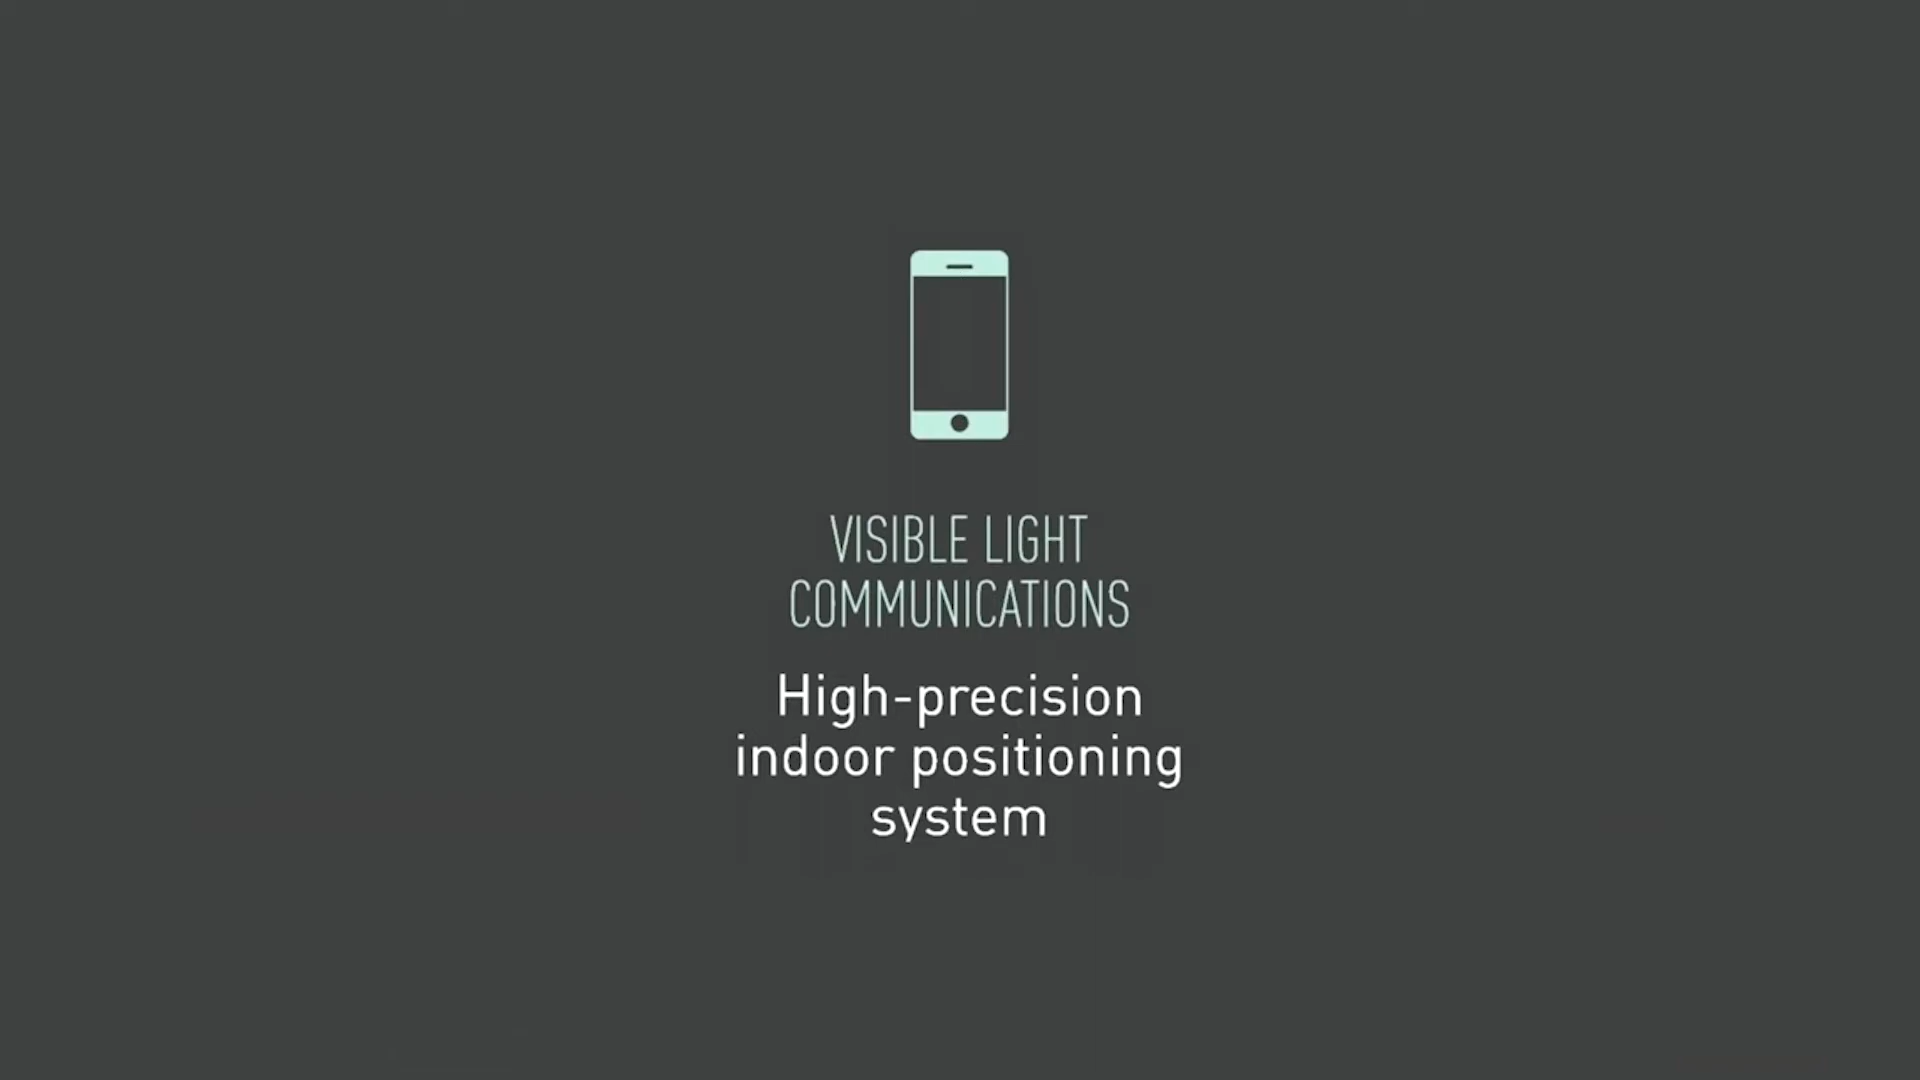 VISIBLE LIGHT
COMMUNICATIONS
High-precision
indoor positioning
system